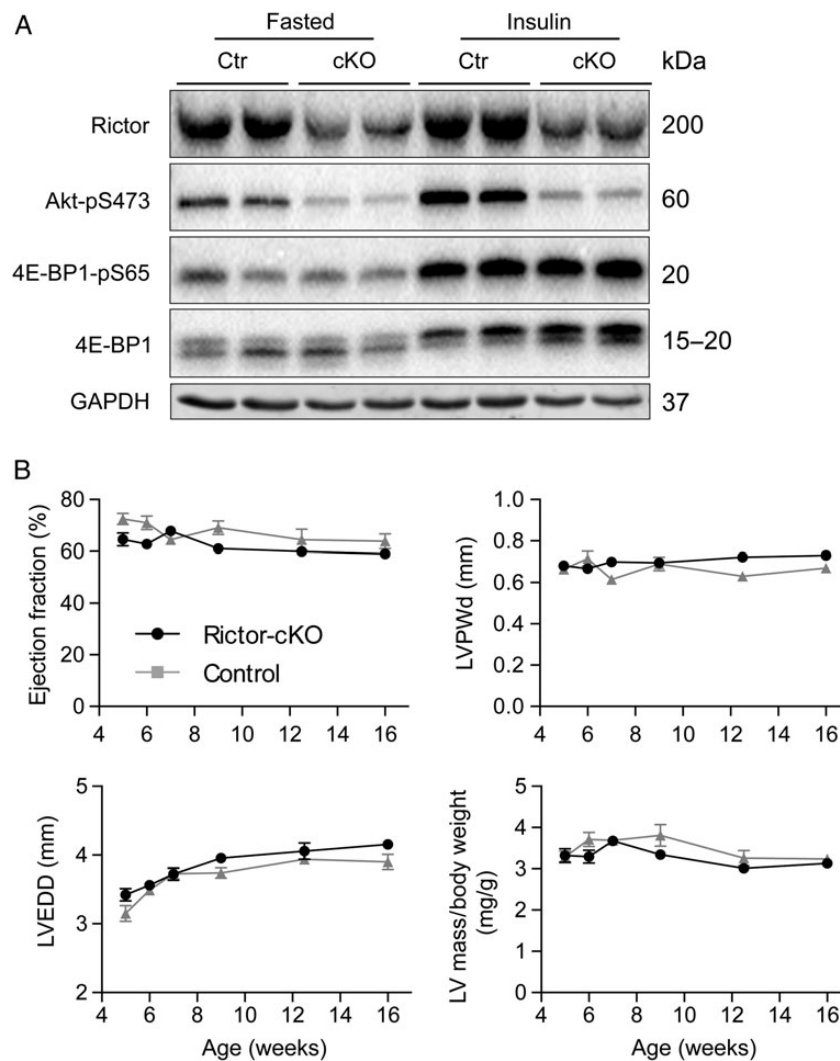 A
Fasted Insulin
Ctr cKO Ctr cKO kDa
Rictor 200
Akt-pS473 60
4E-BP1-pS65 20
4E-BP1 15–20
GAPDH 37
B
Ejection fraction (%)
80
60
40
20
0
Rictor-cKO
Control
4 6 8 10 12 14 16
LVPWd (mm)
1.0
0.8
0.6
0.4
0.2
0.0
4 6 8 10 12 14 16
LVEDD (mm)
5
4
3
2
4 6 8 10 12 14 16
Age (weeks)
LV mass/body weight
(mg/g)
5
4
3
2
1
0
4 6 8 10 12 14 16
Age (weeks)